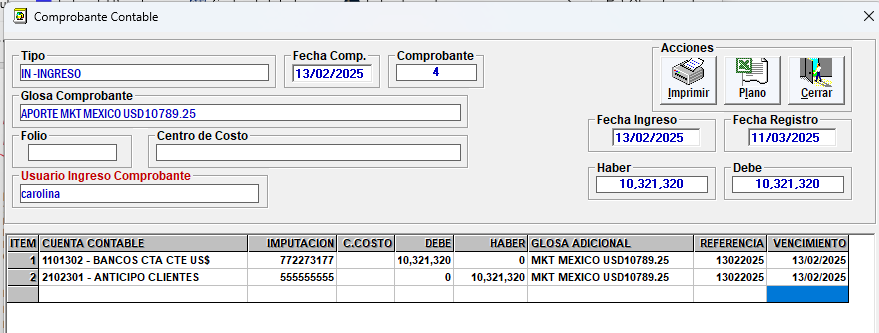 Comprobante Contable
Tipo
IN -INGRESO
Fecha Comp.
13/02/2025
Comprobante
4
Acciones
Imprimir Plano Cerrar
Glosa Comprobante
APORTE MKT MEXICO USD10789.25
Folio
Centro de Costo
Fecha Ingreso
13/02/2025
Fecha Registro
11/03/2025
Usuario Ingreso Comprobante
carolina
Haber
10,321,320
Debe
10,321,320
ITEM CUENTA CONTABLE IMPUTACION C.COSTO DEBE HABER GLOSA ADICIONAL REFERENCIA VENCIMIENTO
1 1101302 - BANCOS CTA CTE US$ 772273177 10,321,320 0 MKT MEXICO USD10789.25 13022025 13/02/2025
2 2102301 - ANTICIPO CLIENTES 555555555 0 10,321,320 MKT MEXICO USD10789.25 13022025 13/02/2025